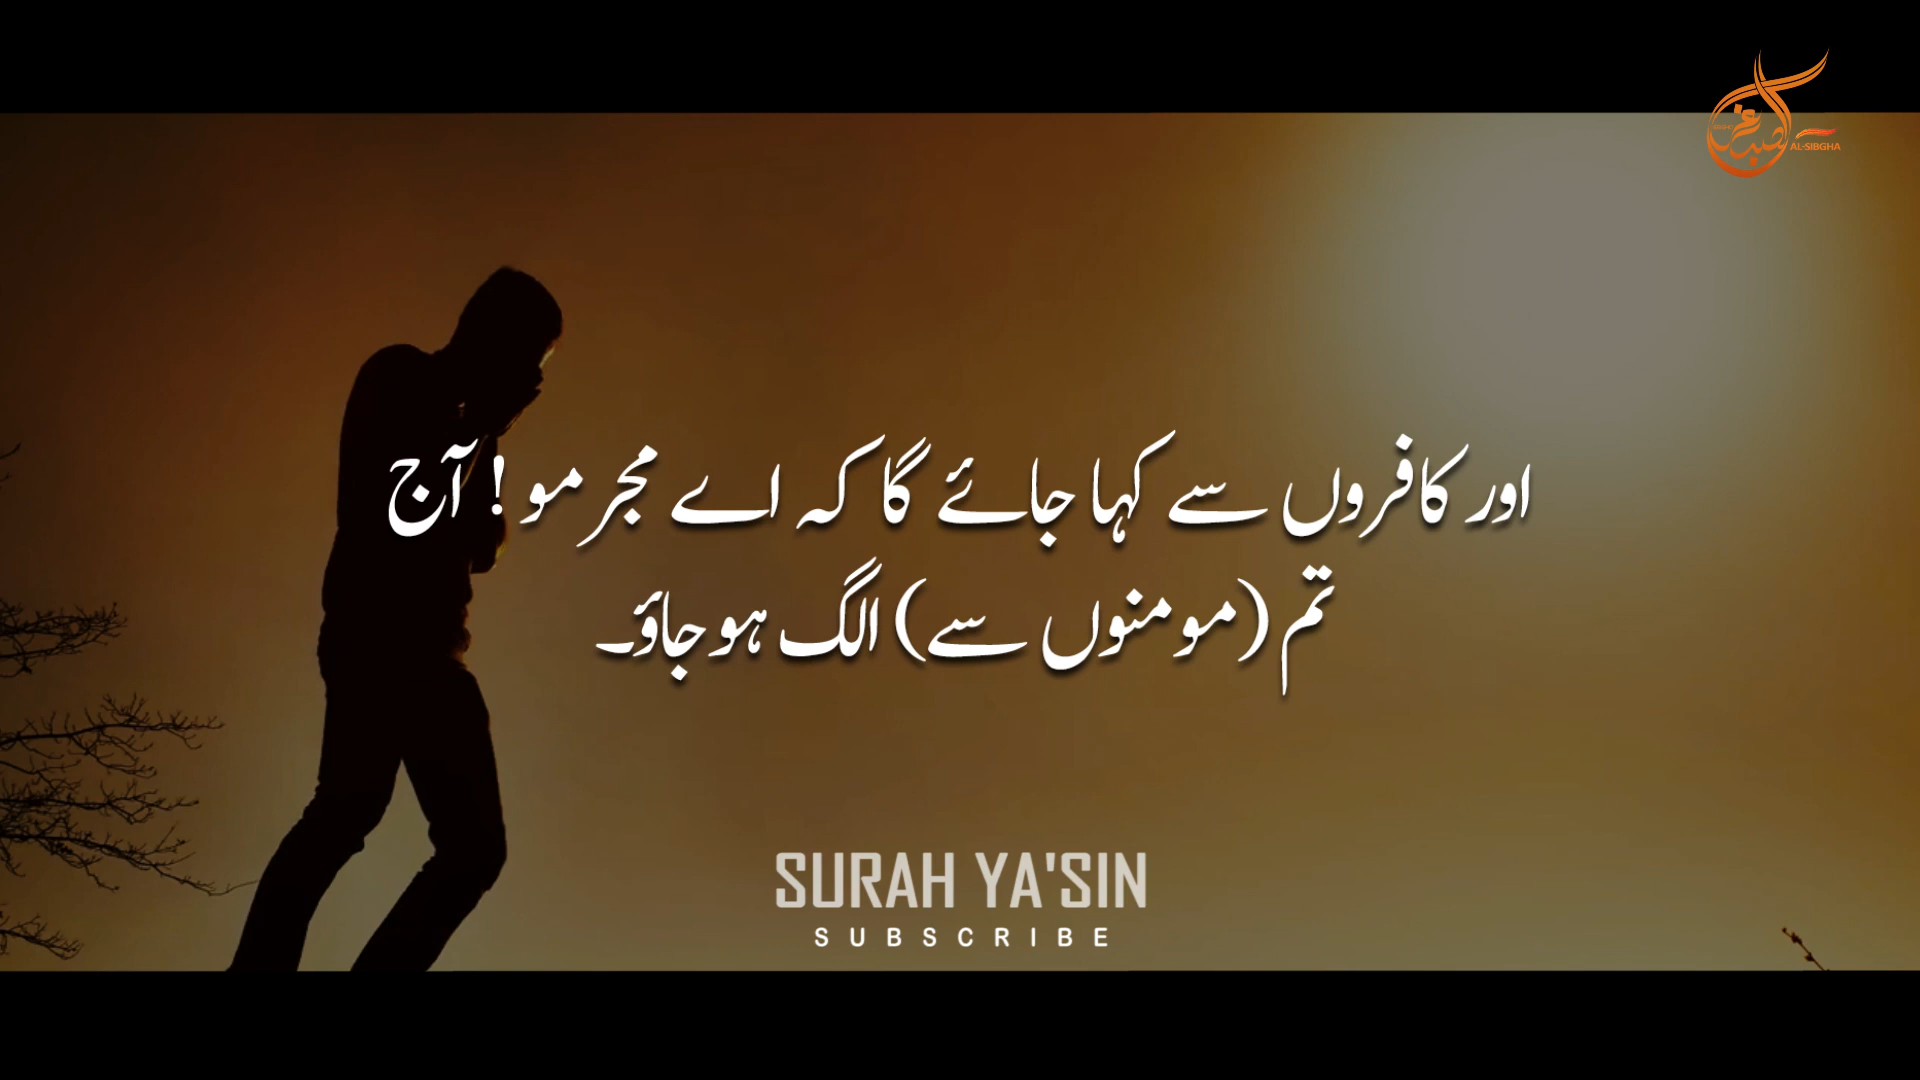 AL-SIBGHA
اور کافروں سے کہا جائے گا کہ اے مجرمو! آج
تم (مومنوں سے) الگ ہو جاؤ۔
SURAH YA'SIN
SUBSCRIBE